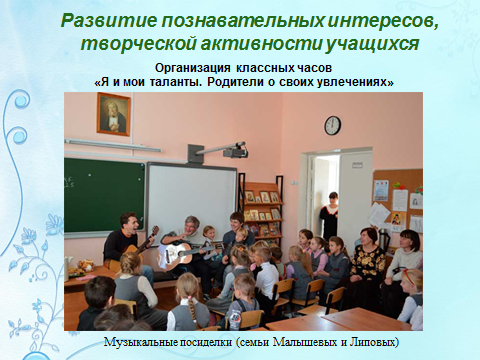 Развитие познавательных интересов,
творческой активности учащихся
Организация классных часов
«Я и мои таланты. Родители о своих увлечениях»
Музыкальные посиделки (семьи Малышевых и Липовых)